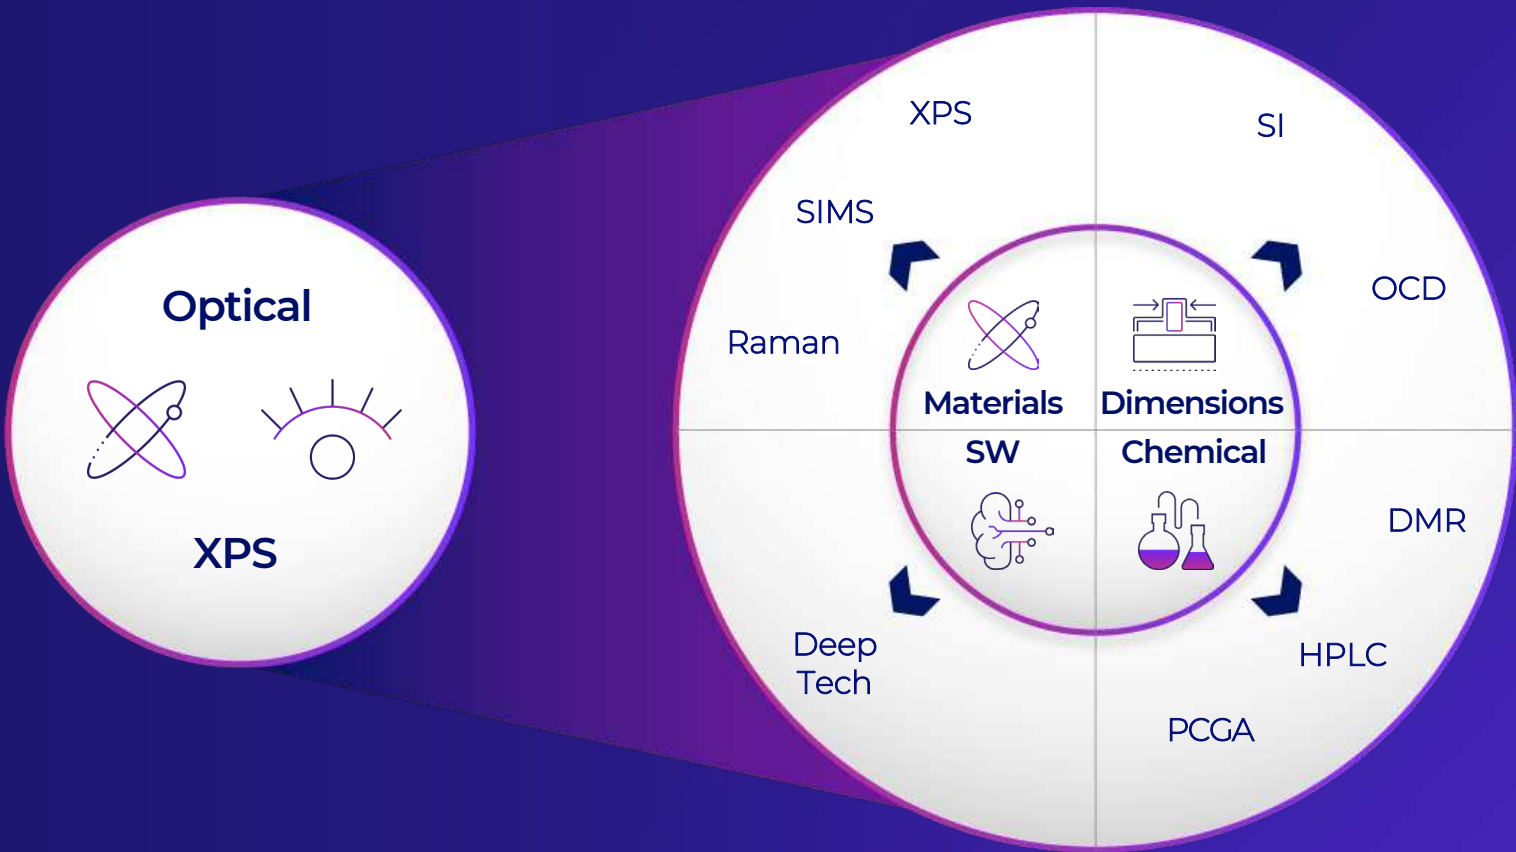 Optical
XPS
XPS
SIMS
Raman
SI
OCD
Materials
Dimensions
SW
Chemical
Deep
Tech
DMR
HPLC
PCGA